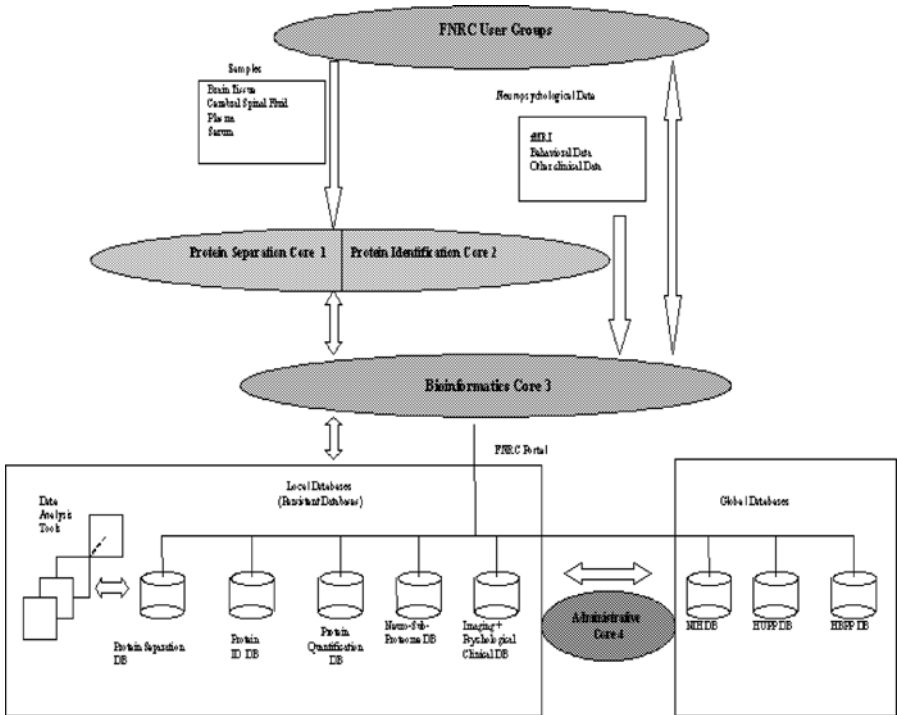 FNRC User Groups
Samples
Brain Tissue
Cerebral Spinal Fluid
Plasma
Serum
Neuropsychological Data
fMRI
Behavioral Data
Other clinical Data
Protein Separation Core 1
Protein Identification Core 2
Bioinformatics Core 3
FNRC Portal
Local Databases
(Persistent Databases)
Global Databases
Data
Analysis
Tools
Protein Separation
DB
Protein
ID DB
Protein
Quantification
DB
Neuro-Sub-
Proteome DB
Imaging +
Psychological
Clinical DB
Administrative
Core 4
NIH DB
HUPP DB
HBPP DB